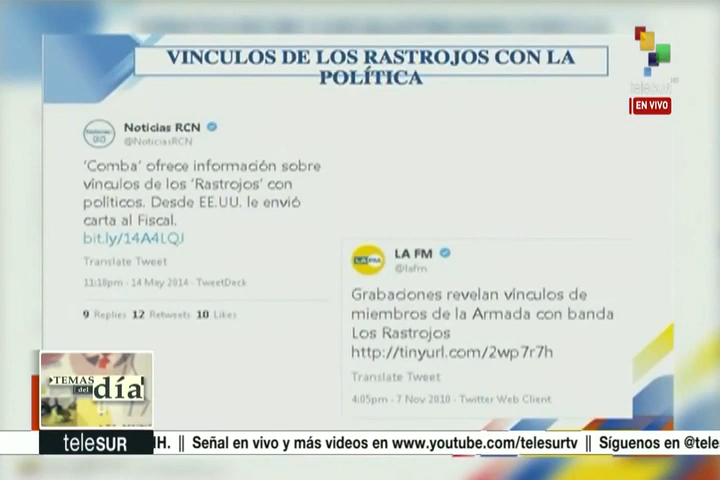 VINCULOS DE LOS RASTROJOS CON LA
POLÍTICA
teleSUR
EN VIVO
Noticias RCN
@NoticiasRCN
'Comba' ofrece información sobre
vínculos de los 'Rastrojos' con
políticos. Desde EE.UU. le envió
carta al Fiscal.
bit.ly/14A4LQJ
Translate Tweet
11:18pm · 14 May 2014 · TweetDeck
9 Replies 12 Retweets 10 Likes
LA FM
@lafm
Grabaciones revelan vínculos de
miembros de la Armada con banda
Los Rastrojos
http://tinyurl.com/2wp7r7h
Translate Tweet
4:05pm · 7 Nov 2010 · Twitter Web Client
TEMAS
del día
teleSUR IH. || Señal en vivo y más videos en www.youtube.com/telesurtv || Síguenos en @teles